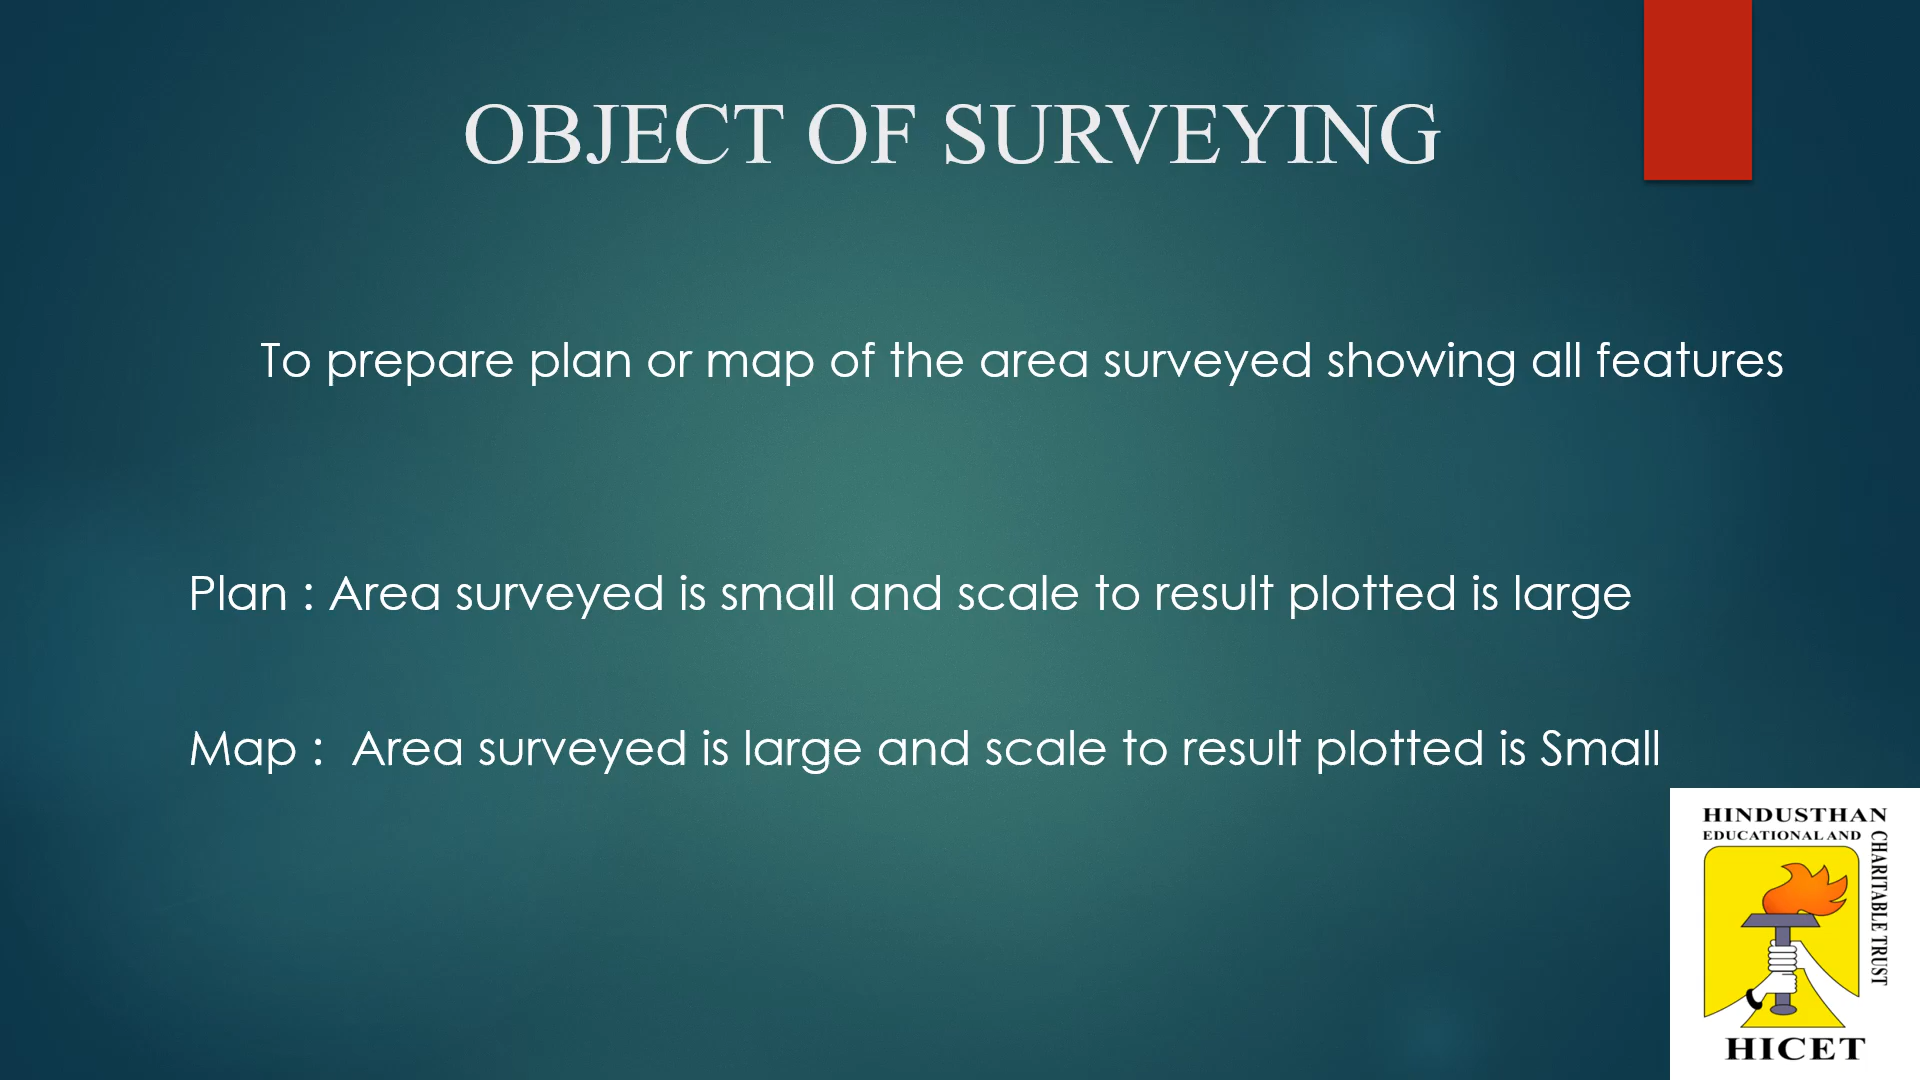 OBJECT OF SURVEYING
To prepare plan or map of the area surveyed showing all features
Plan : Area surveyed is small and scale to result plotted is large
Map :  Area surveyed is large and scale to result plotted is Small
HINDUSTHAN
EDUCATIONAL AND
CHARITABLE TRUST
HICET